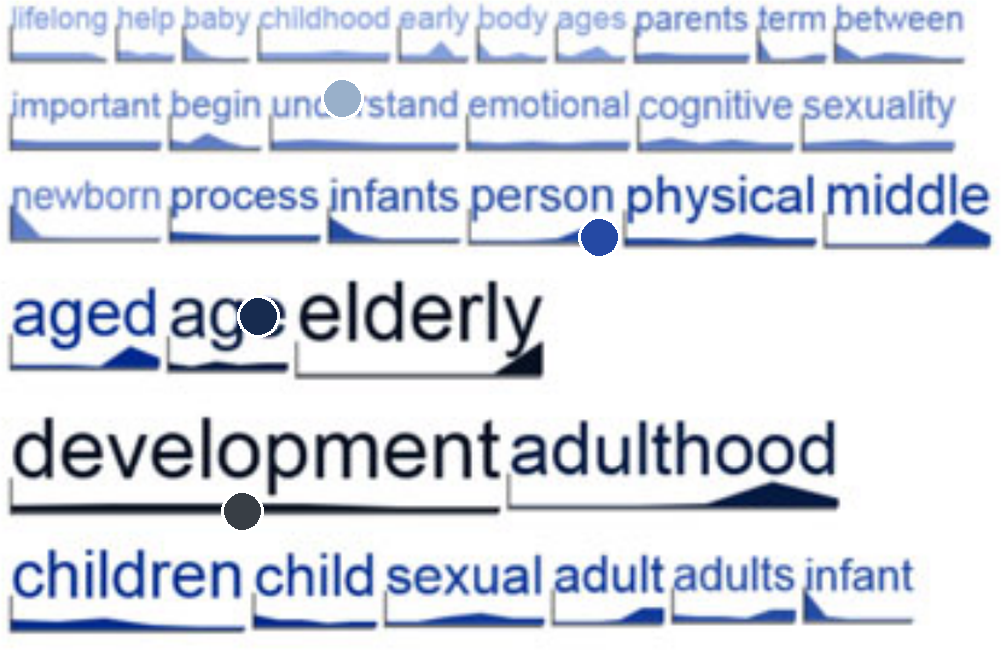 lifelong help baby childhood early body ages parents term between
important begin understand emotional cognitive sexuality
newborn process infants person physical middle
aged age elderly
development adulthood
children child sexual adult adults infant